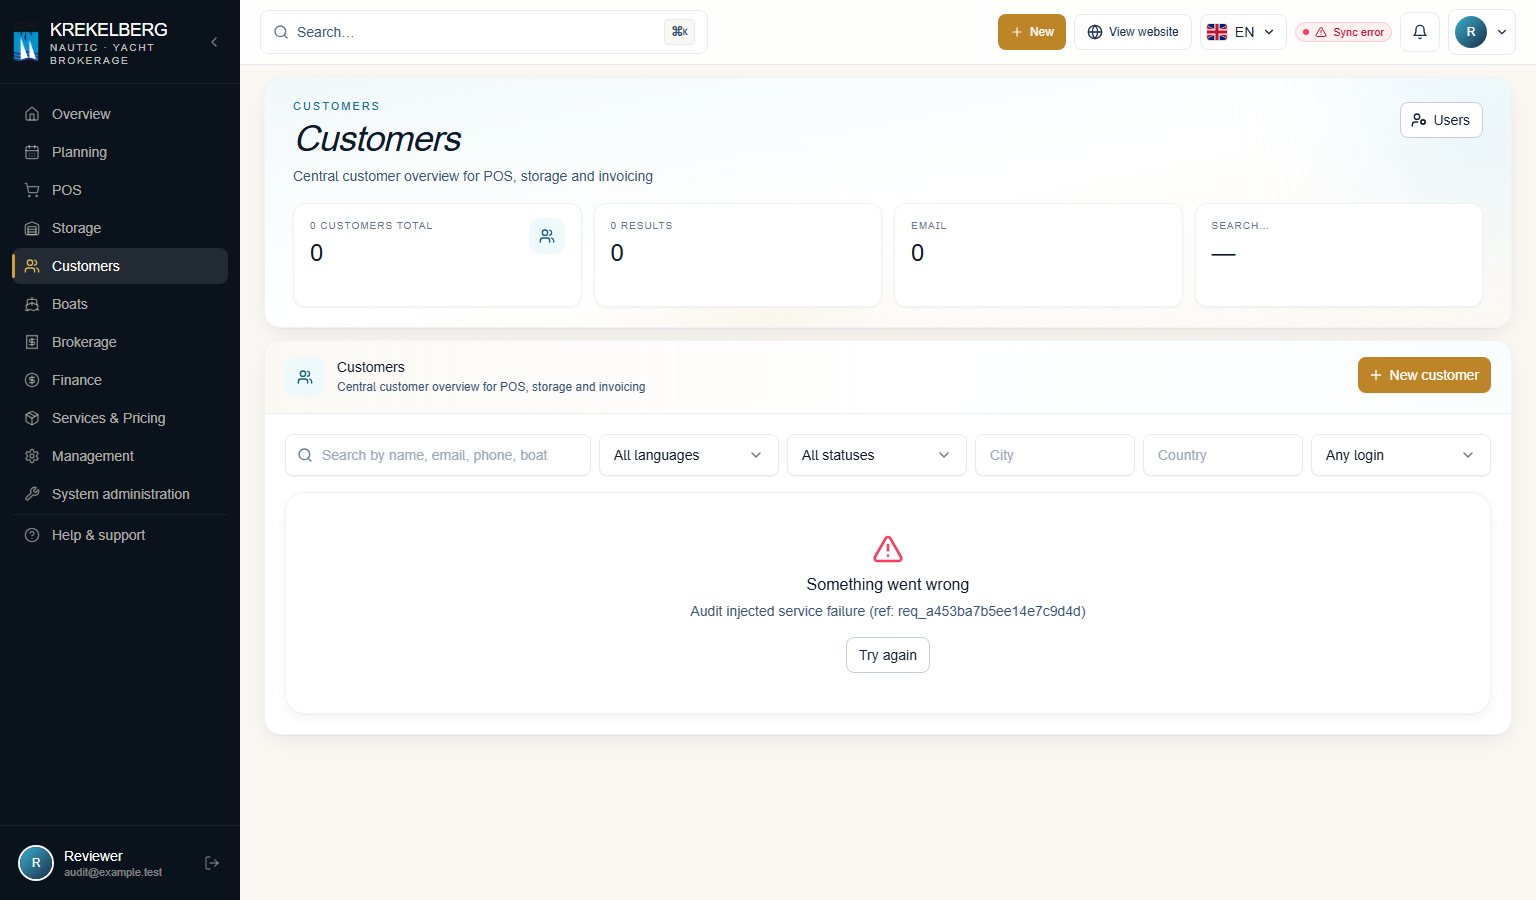 KREKELBERG
NAUTIC · YACHT
BROKERAGE
Search...
⌘K
+ New
View website
EN
Sync error
R
Overview
Planning
POS
Storage
Customers
Boats
Brokerage
Finance
Services & Pricing
Management
System administration
Help & support
R
Reviewer
audit@example.test
CUSTOMERS
Customers
Central customer overview for POS, storage and invoicing
Users
0 CUSTOMERS TOTAL
0
0 RESULTS
0
EMAIL
0
SEARCH...
—
Customers
Central customer overview for POS, storage and invoicing
+ New customer
Search by name, email, phone, boat
All languages
All statuses
City
Country
Any login
Something went wrong
Audit injected service failure (ref: req_a453ba7b5ee14e7c9d4d)
Try again